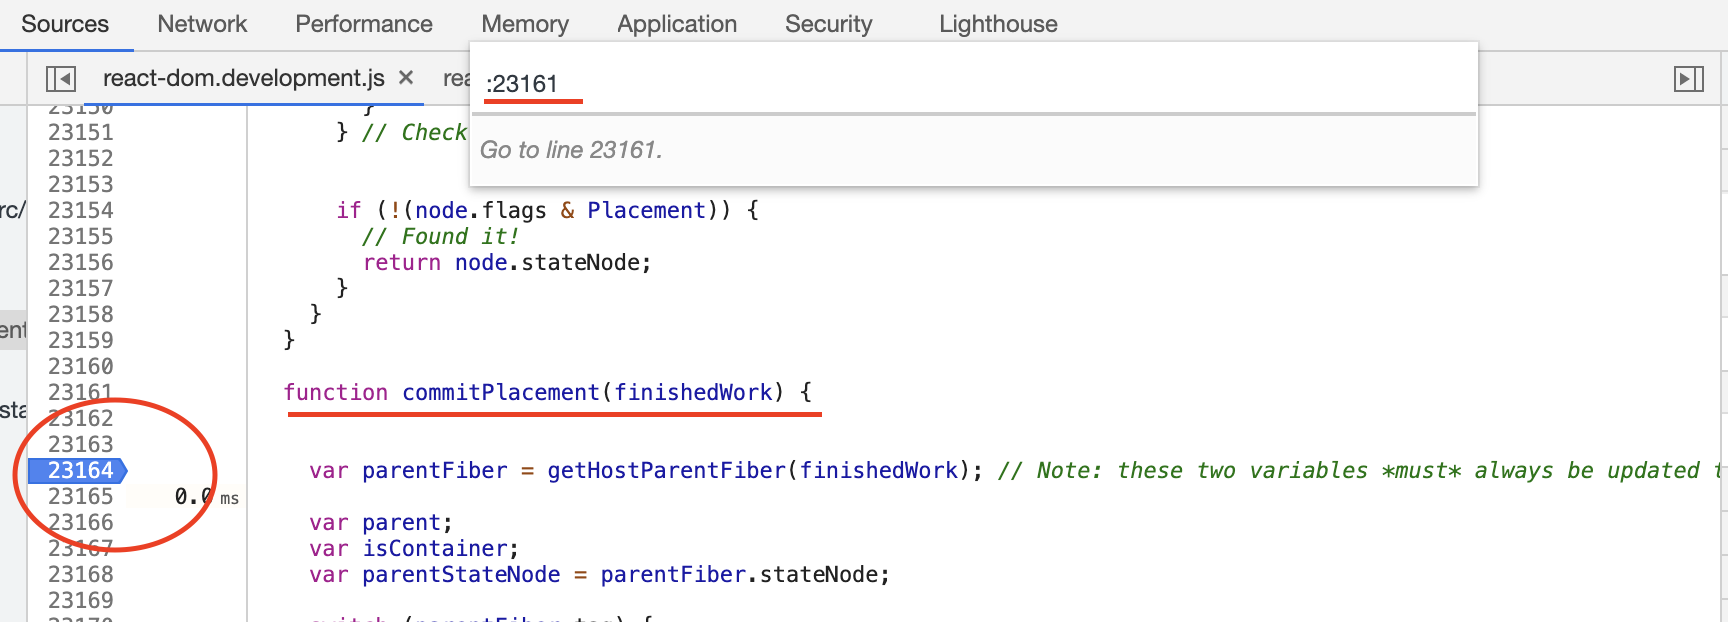 Sources Network Performance Memory Application Security Lighthouse
react-dom.development.js × rea
:23161
Go to line 23161.
23150 }
23151 } // Check
23152
23153
rc/ 23154 if (!(node.flags & Placement)) {
23155 // Found it!
23156 return node.stateNode;
23157 }
23158 }
ent 23159 }
23160
23161 function commitPlacement(finishedWork) {
sta 23162
23163
23164 var parentFiber = getHostParentFiber(finishedWork); // Note: these two variables *must* always be updated t
23165 0.0 ms
23166 var parent;
23167 var isContainer;
23168 var parentStateNode = parentFiber.stateNode;
23169
23170 switch (parentFiber.tag) {